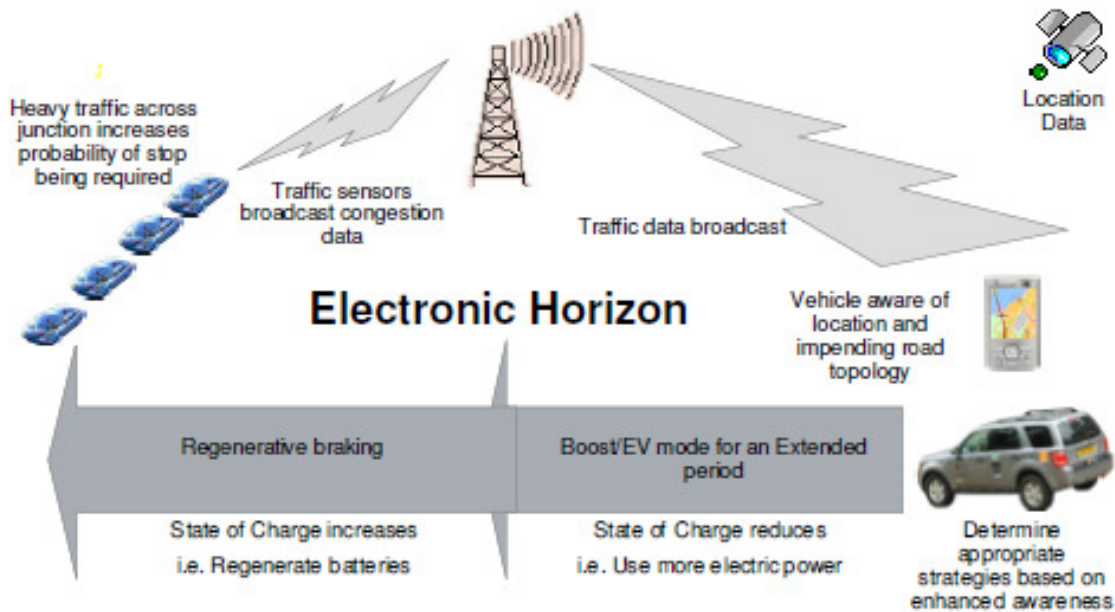 Heavy traffic across
junction increases
probability of stop
being required
Traffic sensors
broadcast congestion
data
Traffic data broadcast
Location
Data
Electronic Horizon
Vehicle aware of
location and
impending road
topology
Regenerative braking
Boost/EV mode for an Extended
period
State of Charge increases
i.e. Regenerate batteries
State of Charge reduces
i.e. Use more electric power
Determine
appropriate
strategies based on
enhanced awareness